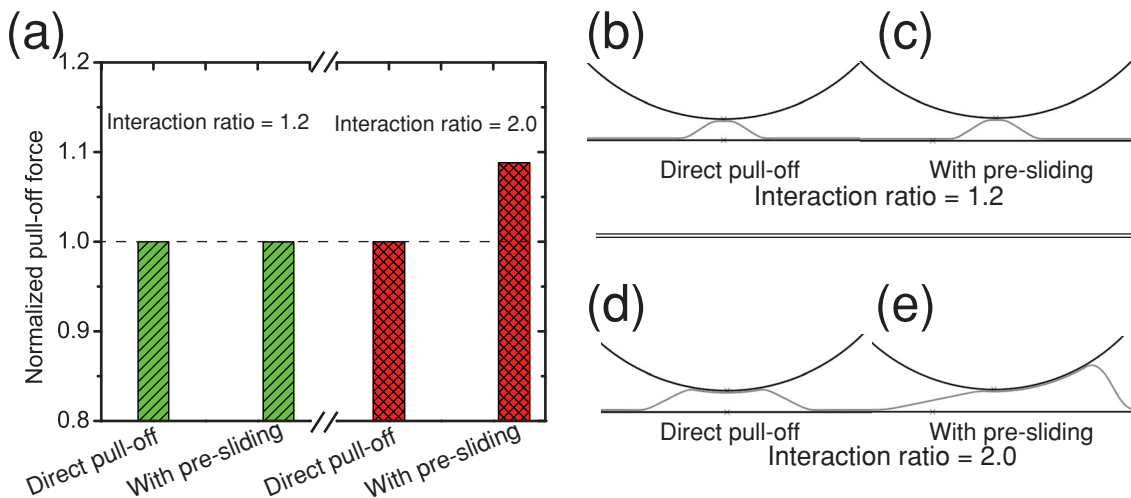 (a)
1.2
1.1
1.0
0.9
0.8
Normalized pull-off force
Interaction ratio = 1.2
Interaction ratio = 2.0
Direct pull-off
With pre-sliding
Direct pull-off
With pre-sliding
(b)
(c)
Direct pull-off
With pre-sliding
Interaction ratio = 1.2
(d)
(e)
Direct pull-off
With pre-sliding
Interaction ratio = 2.0